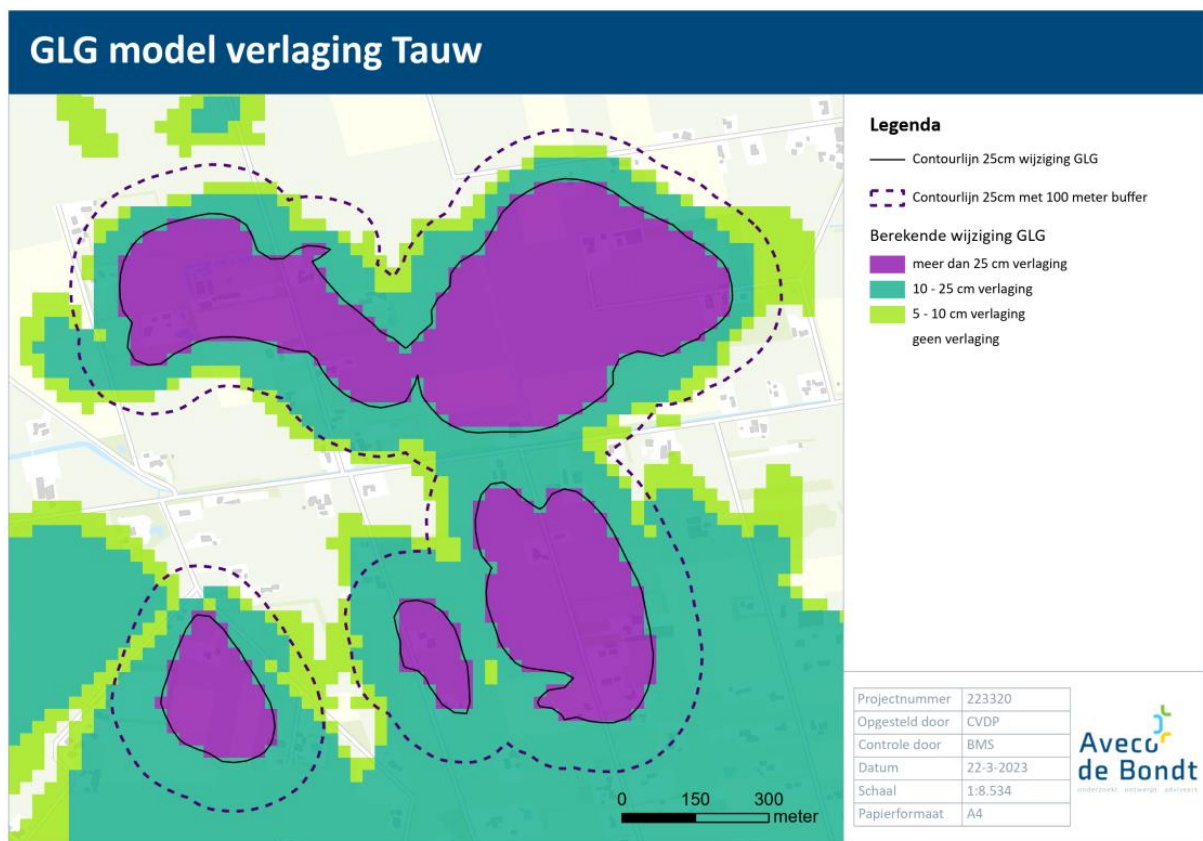 GLG model verlaging Tauw
Legenda
Contourlijn 25cm wijziging GLG
Contourlijn 25cm met 100 meter buffer
Berekende wijziging GLG
meer dan 25 cm verlaging
10 - 25 cm verlaging
5 - 10 cm verlaging
geen verlaging
Projectnummer 223320
Opgesteld door CVDP
Controle door BMS
Datum 22-3-2023
Schaal 1:8.534
Papierformaat A4
Aveco
de Bondt
onderzoekt ontwerpt adviseert
0 150 300
meter